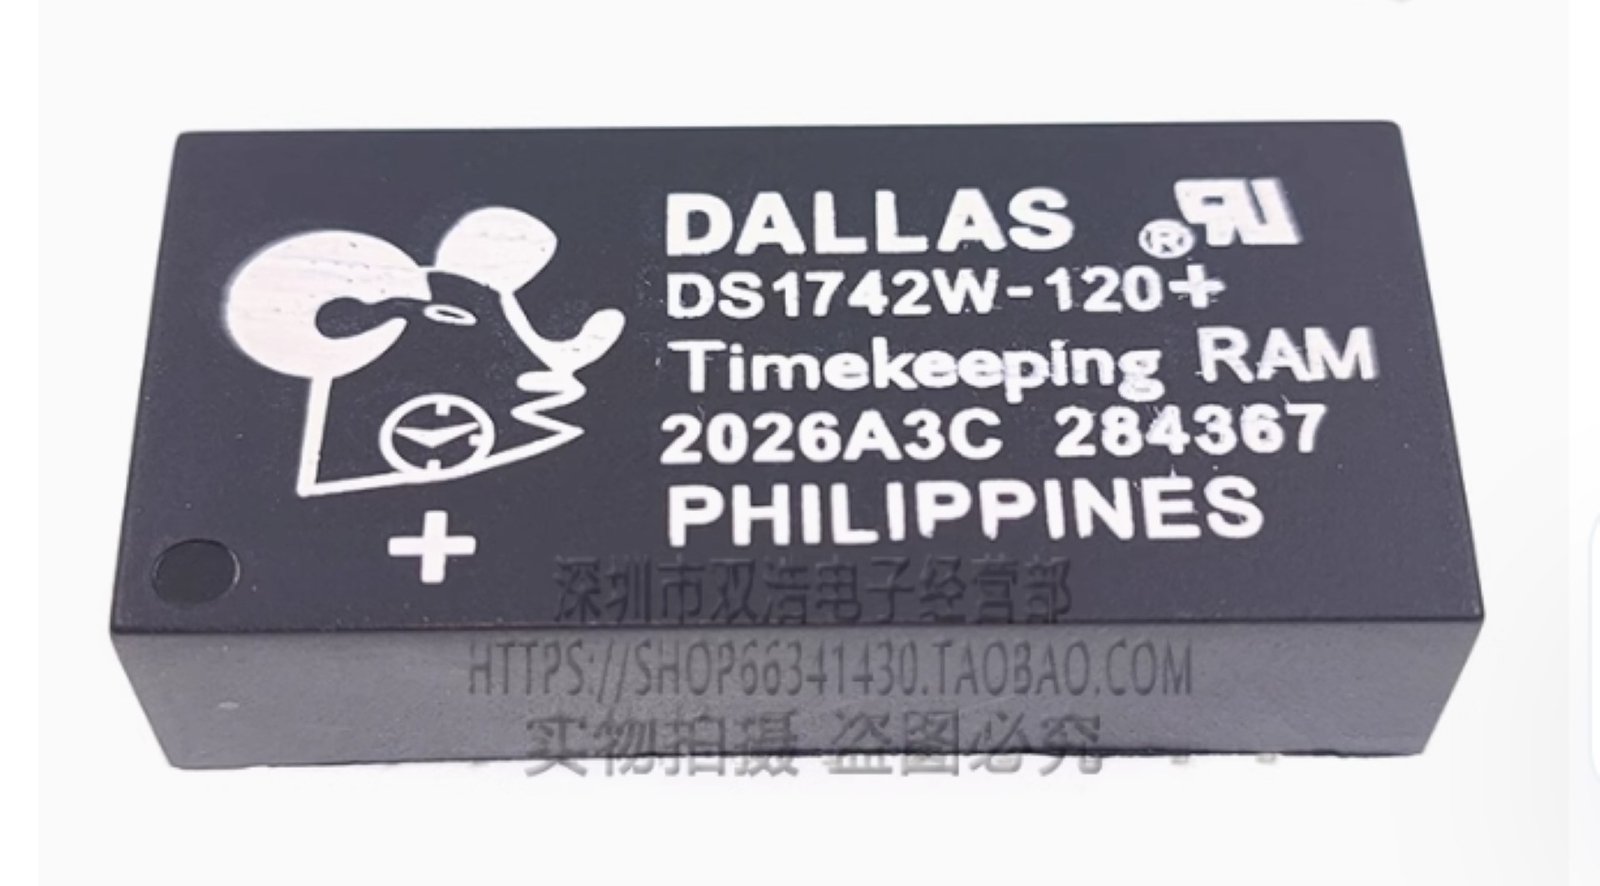 DALLAS ® RU
DS1742W-120+
Timekeeping RAM
2026A3C 284367
PHILIPPINES
+
深圳市双浩电子经营部
HTTPS://SHOP66341430.TAOBAO.COM
实物拍摄 盗图必究